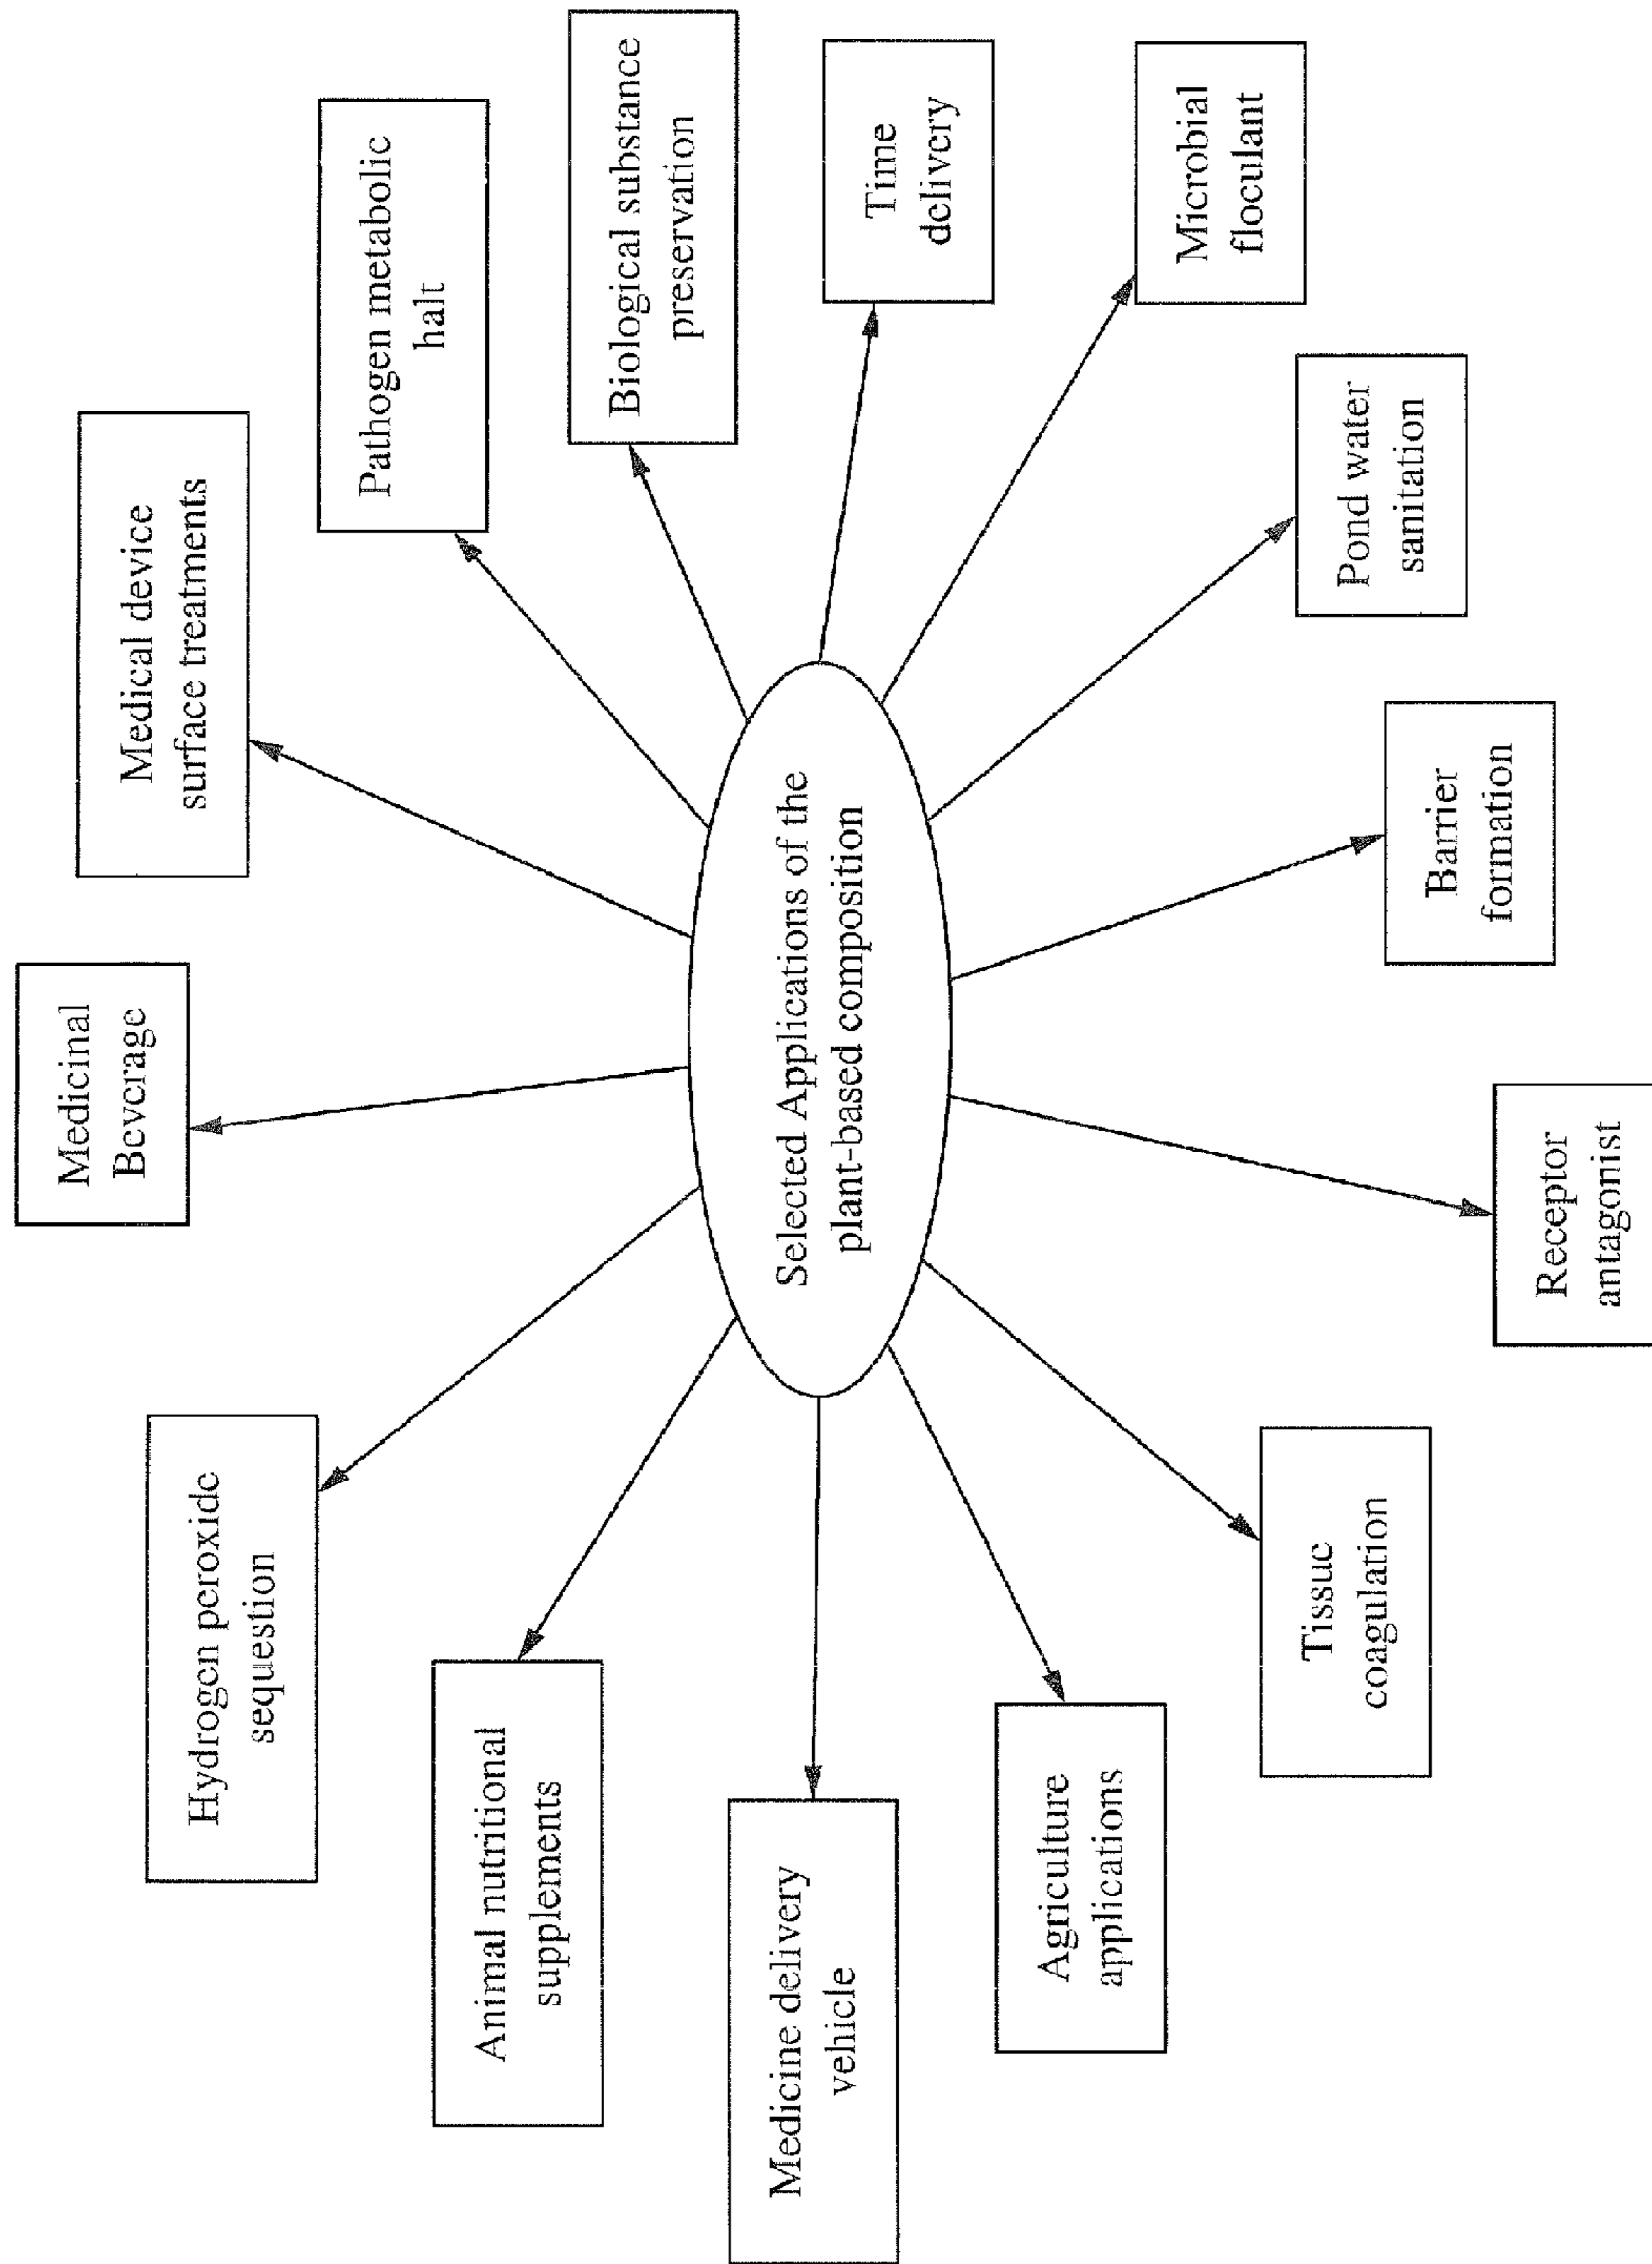 Medicinal
Beverage
Medical device
surface treatments
Hydrogen peroxide
sequestion
Pathogen metabolic
halt
Animal nutritional
supplements
Biological substance
preservation
Medicine delivery
vehicle
Selected Applications of the
plant-based composition
Time
delivery
Agriculture
applications
Microbial
floculant
Tissue
coagulation
Pond water
sanitation
Barrier
formation
Receptor
antagonist